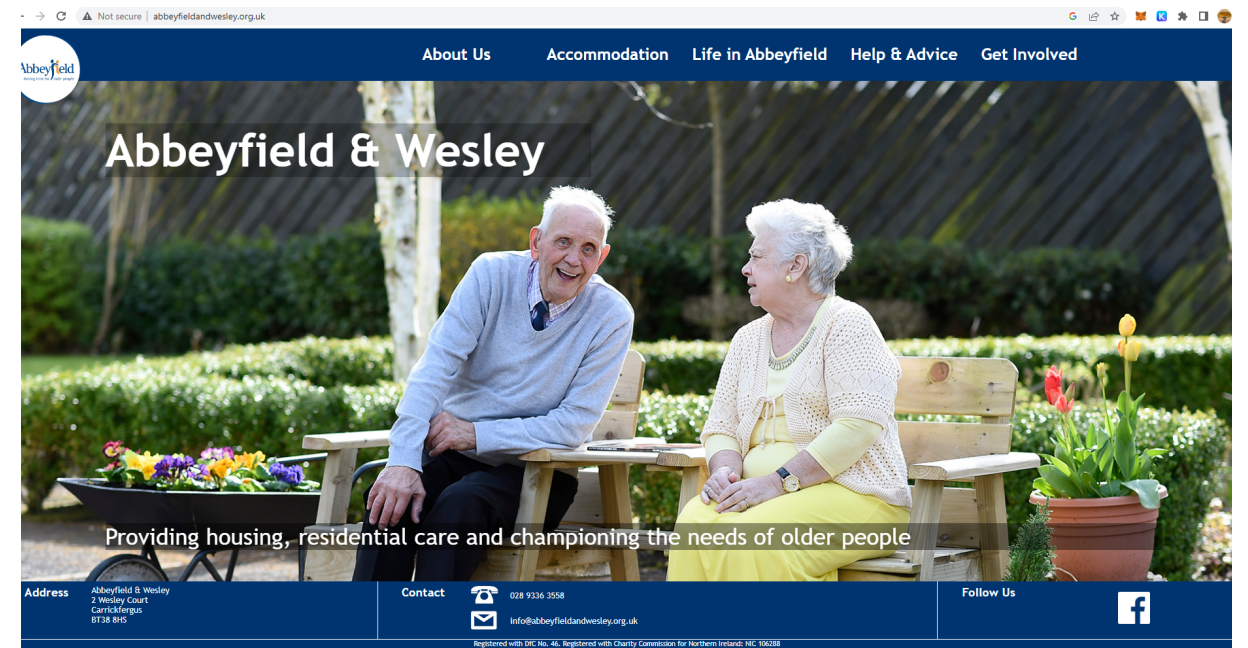 Not secure
abbeyfieldandwesley.org.uk
Abbeyfield
About Us
Accommodation
Life in Abbeyfield
Help & Advice
Get Involved
Abbeyfield & Wesley
Providing housing, residential care and championing the needs of older people
Address
Abbeyfield & Wesley
2 Wesley Court
Carrickfergus
BT38 8HS
Contact
028 9336 3558
info@abbeyfieldandwesley.org.uk
Follow Us
Registered with DfC No. 46. Registered with Charity Commission for Northern Ireland: NIC 106288